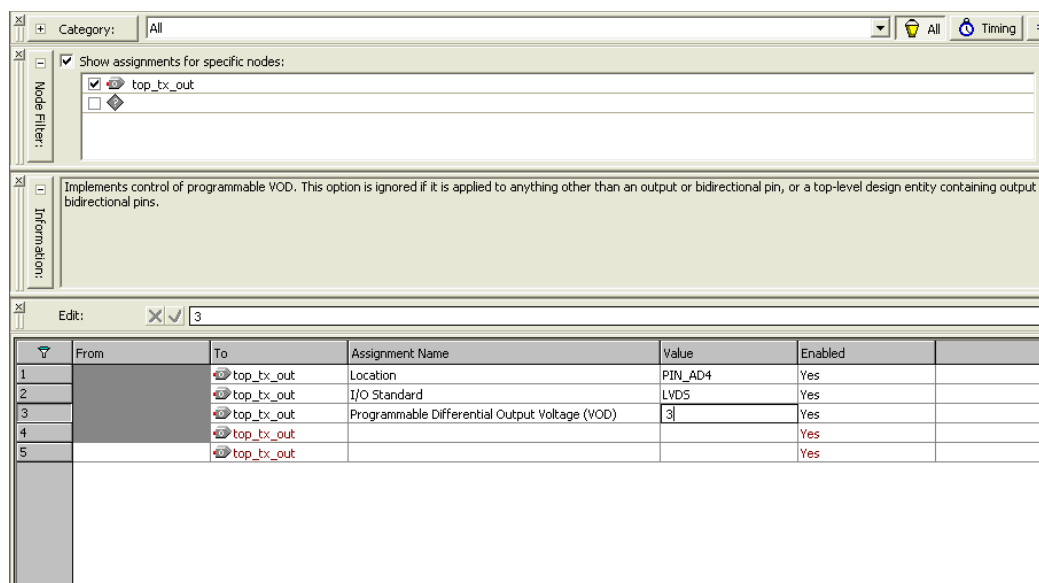 Category: All All Timing
Show assignments for specific nodes:
Node Filter:
top_tx_out
Information:
Implements control of programmable VOD. This option is ignored if it is applied to anything other than an output or bidirectional pin, or a top-level design entity containing output
bidirectional pins.
Edit: 3
From To Assignment Name Value Enabled
1 top_tx_out Location PIN_AD4 Yes
2 top_tx_out I/O Standard LVDS Yes
3 top_tx_out Programmable Differential Output Voltage (VOD) 3 Yes
4 top_tx_out Yes
5 top_tx_out Yes